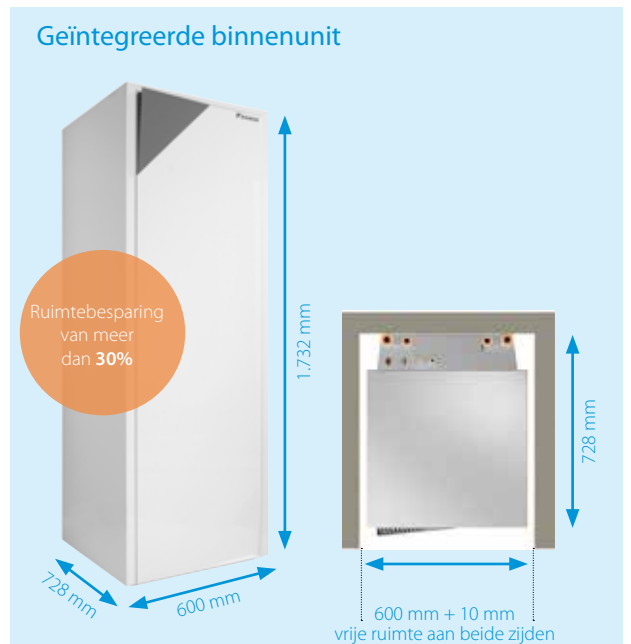 Geïntegreerde binnenunit
Ruimtebesparing
van meer
dan 30%
1.732 mm
728 mm
600 mm
728 mm
600 mm + 10 mm
vrije ruimte aan beide zijden